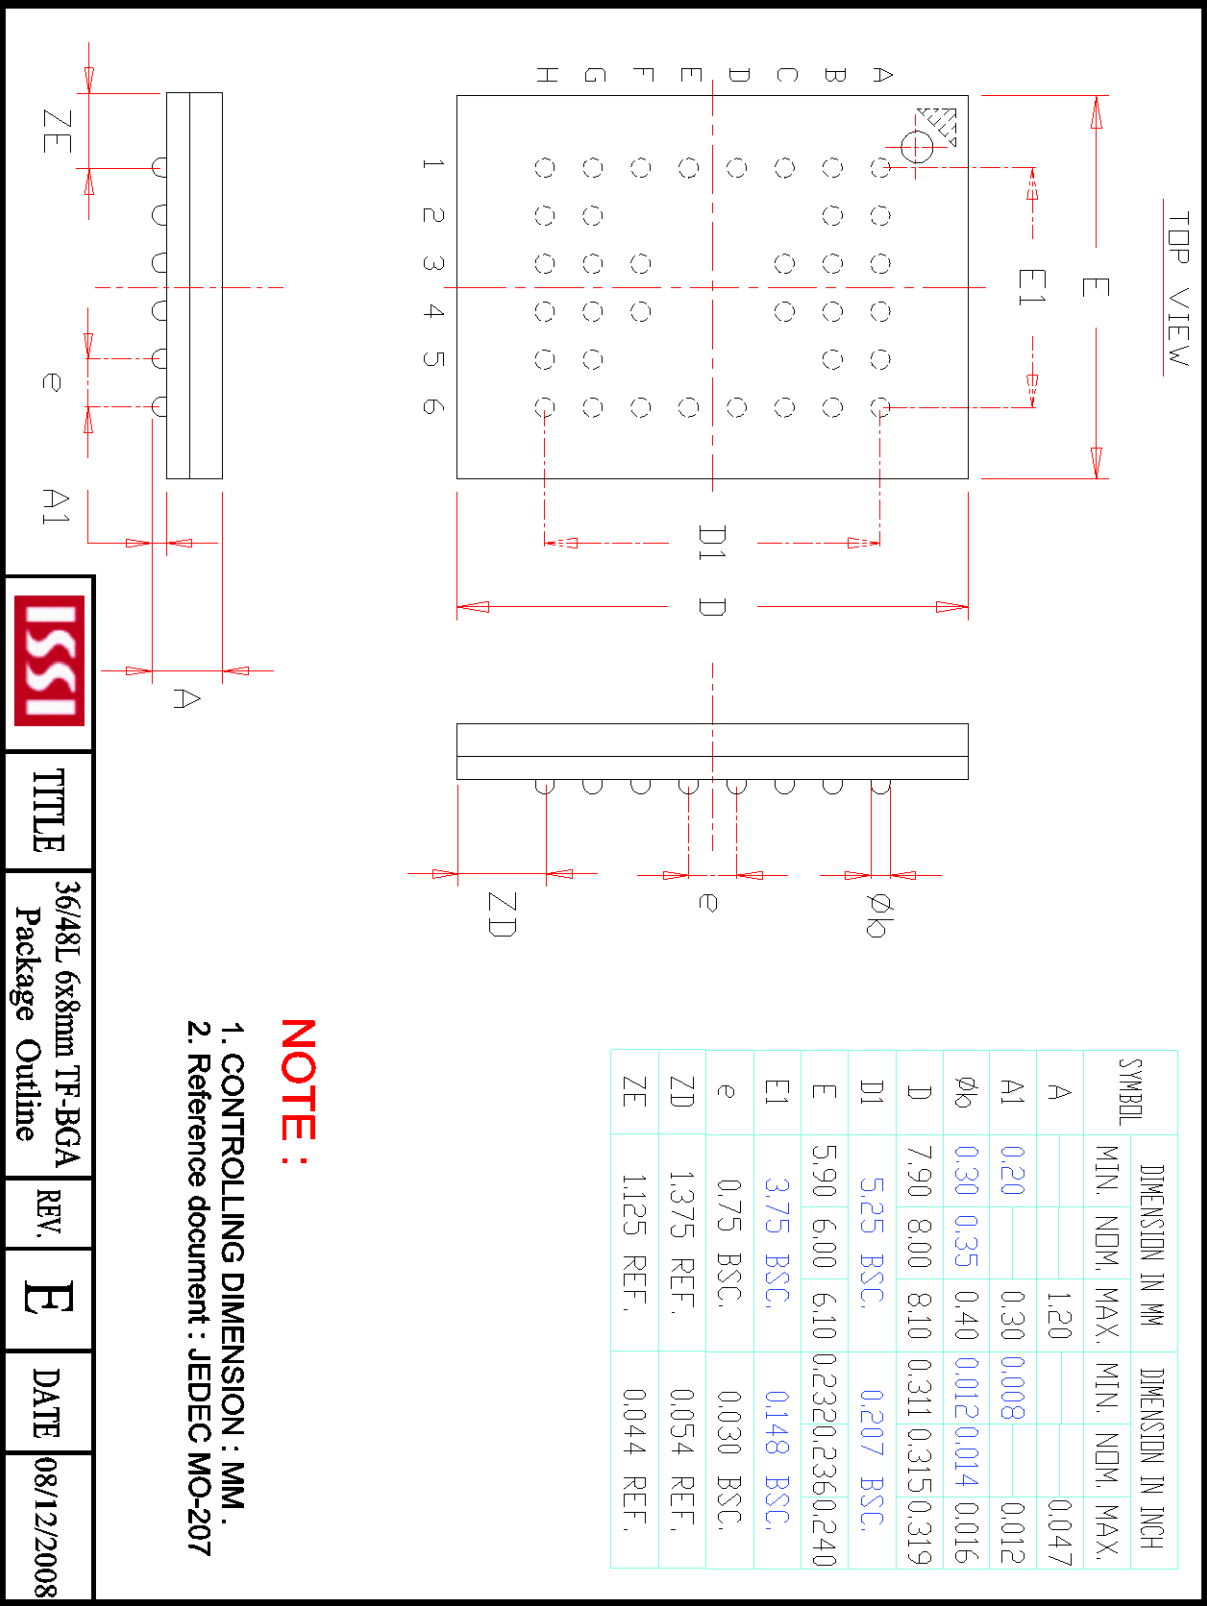 TOP VIEW
E
E1
A B C D E F G H
1 2 3 4 5 6
D1
D
ZE
e
A1
A
Øb
e
ZD
SYMBOL DIMENSION IN MM DIMENSION IN INCH
MIN. NOM. MAX. MIN. NOM. MAX.
A 1.20 0.047
A1 0.20 0.30 0.008 0.012
Øb 0.30 0.35 0.40 0.012 0.014 0.016
D 7.90 8.00 8.10 0.311 0.315 0.319
D1 5.25 BSC. 0.207 BSC.
E 5.90 6.00 6.10 0.232 0.236 0.240
E1 3.75 BSC. 0.148 BSC.
e 0.75 BSC. 0.030 BSC.
ZD 1.375 REF. 0.054 REF.
ZE 1.125 REF. 0.044 REF.
NOTE :
1. CONTROLLING DIMENSION : MM .
2. Reference document : JEDEC MO-207
ISSI
TITLE
36/48L 6x8mm TF-BGA
Package Outline
REV.
E
DATE
08/12/2008